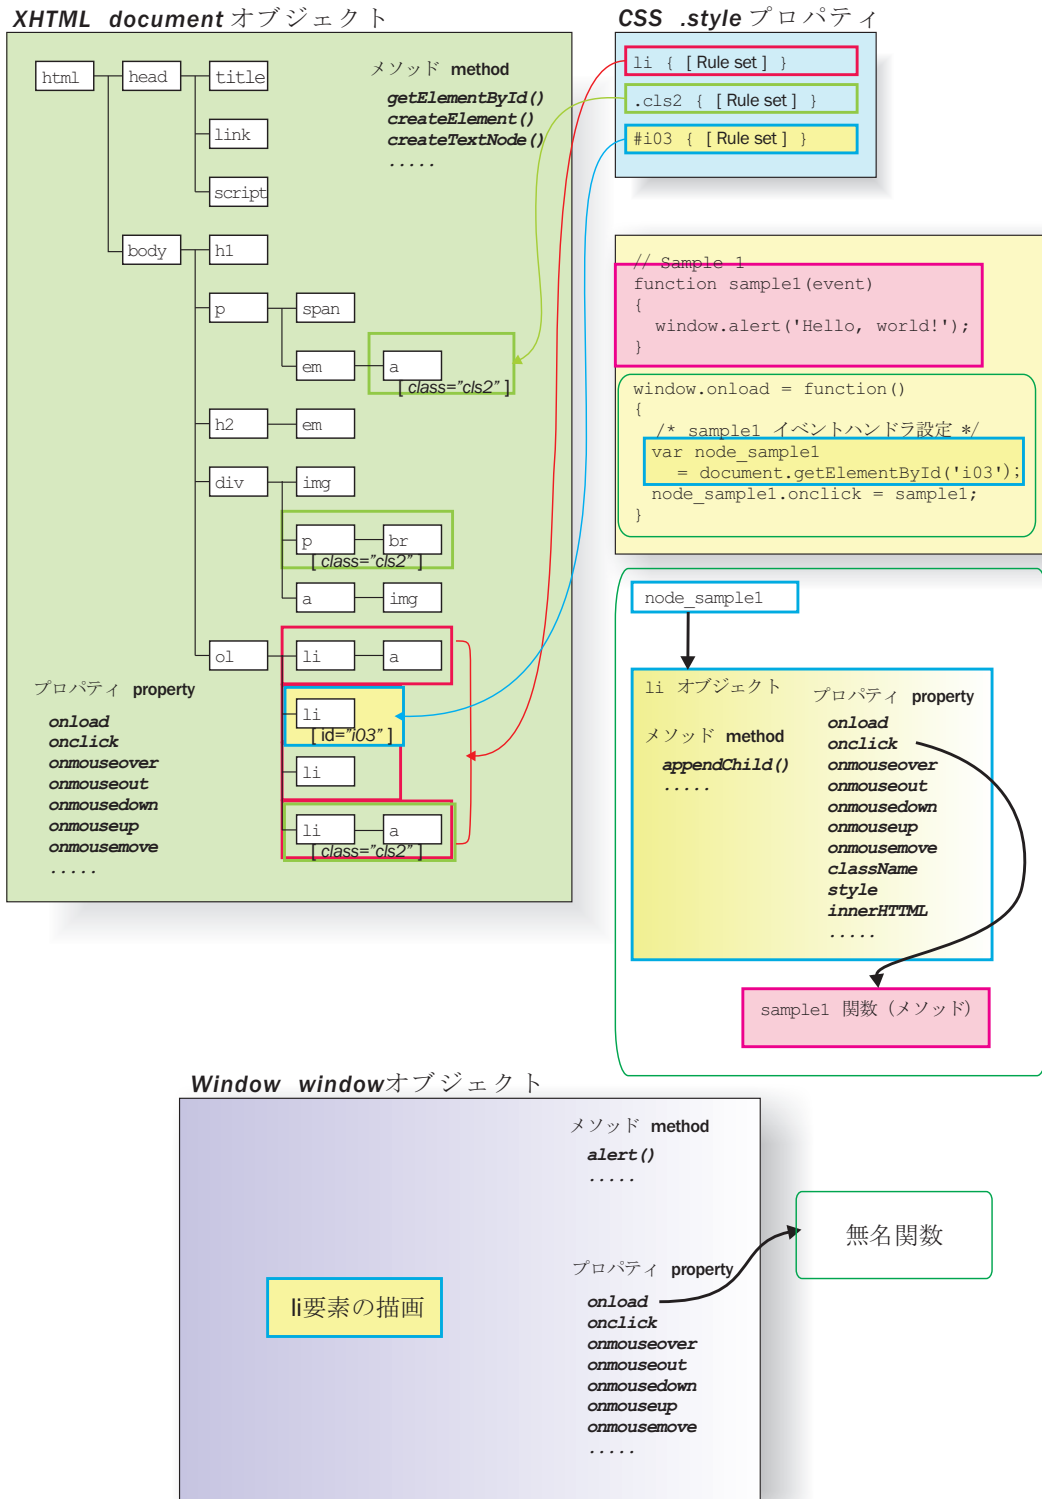 XHTML document オブジェクト
html
head
title
link
script
body
h1
p
span
em
a
[ class="cls2" ]
h2
em
div
img
p
br
[ class="cls2" ]
a
img
ol
li
a
li
[ id="i03" ]
li
li
a
[ class="cls2" ]
メソッド method
getElementById()
createElement()
createTextNode()
.....
プロパティ property
onload
onclick
onmouseover
onmouseout
onmousedown
onmouseup
onmousemove
.....
CSS .style プロパティ
li { [ Rule set ] }
.cls2 { [ Rule set ] }
#i03 { [ Rule set ] }
// Sample 1
function sample1(event)
{
window.alert('Hello, world!');
}
window.onload = function()
{
/* sample1 イベントハンドラ設定 */
var node_sample1
= document.getElementById('i03');
node_sample1.onclick = sample1;
}
node_sample1
li オブジェクト
メソッド method
appendChild()
.....
プロパティ property
onload
onclick
onmouseover
onmouseout
onmousedown
onmouseup
onmousemove
className
style
innerHTTML
.....
sample1 関数（メソッド）
Window windowオブジェクト
メソッド method
alert()
.....
プロパティ property
onload
onclick
onmouseover
onmouseout
onmousedown
onmouseup
onmousemove
.....
li要素の描画
無名関数